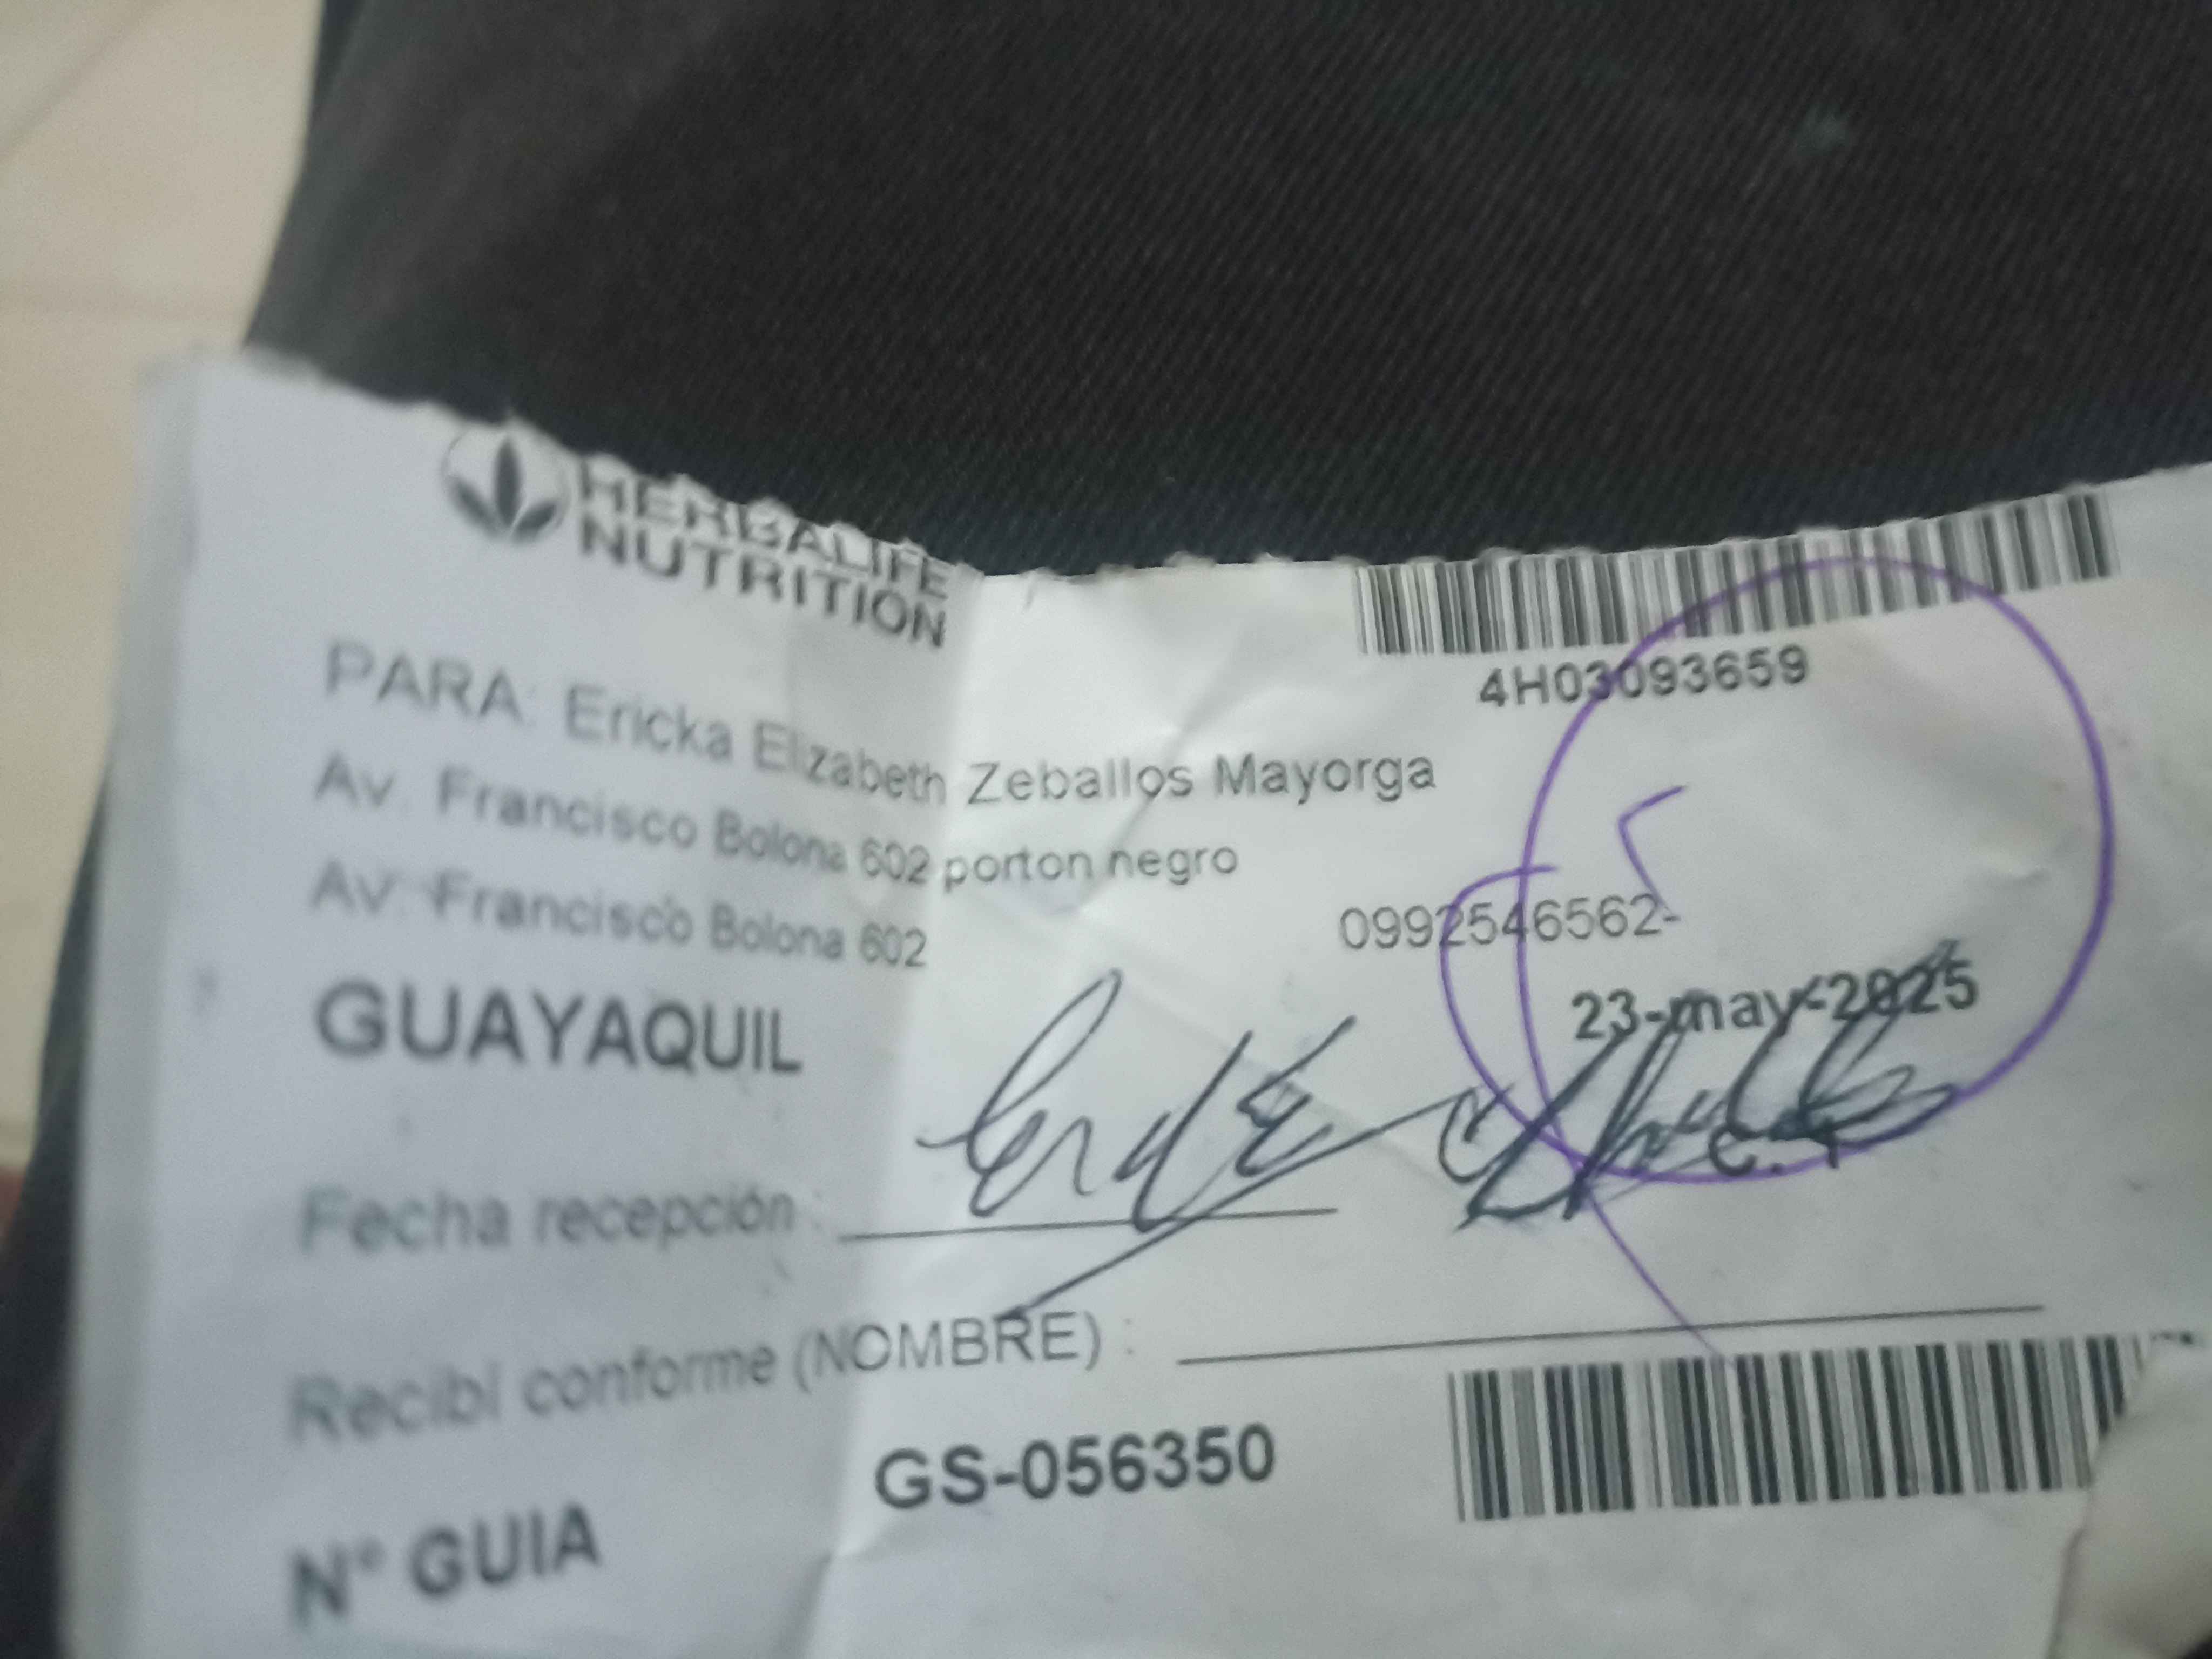 HERBALIFE
NUTRITION
4H03093659
PARA: Ericka Elizabeth Zeballos Mayorga
Av. Francisco Bolona 602 porton negro
Av. Francisco Bolona 602
0992546562-
GUAYAQUIL
23-may-2025
Fecha recepción :
Recibí conforme (NOMBRE) :
N° GUIA GS-056350